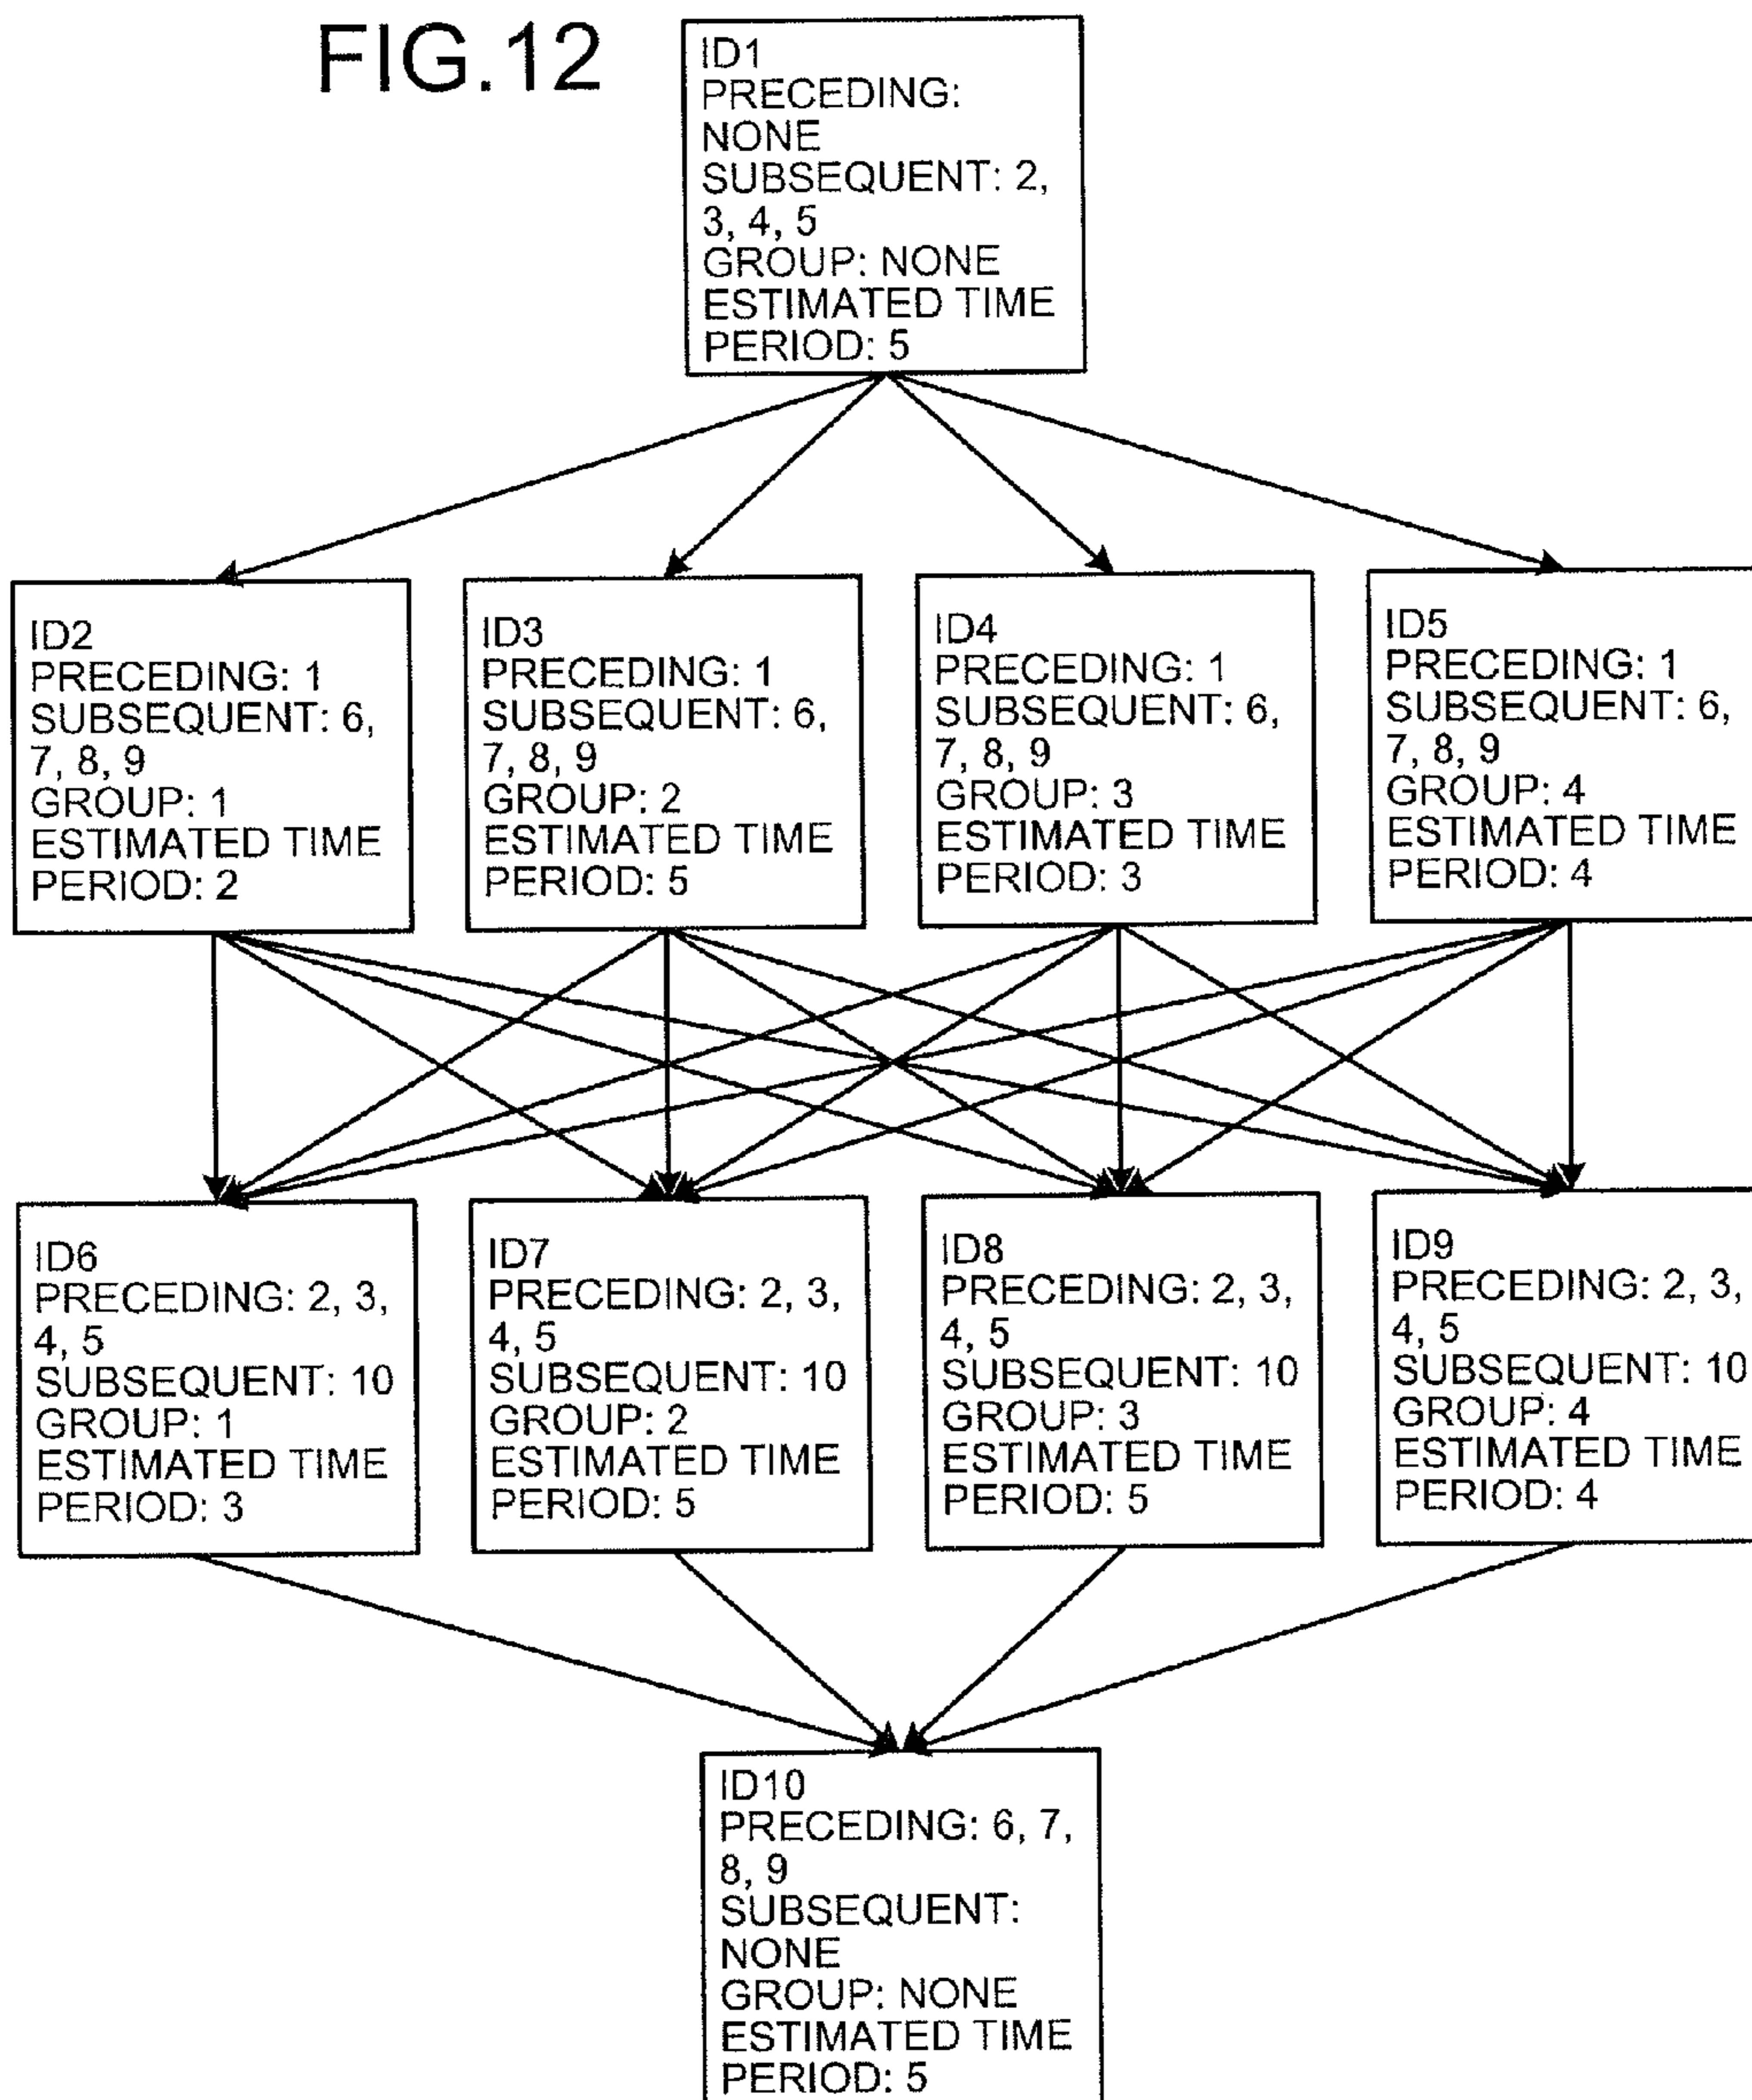 FIG.12
ID1
PRECEDING:
NONE
SUBSEQUENT: 2,
3, 4, 5
GROUP: NONE
ESTIMATED TIME
PERIOD: 5
ID2
PRECEDING: 1
SUBSEQUENT: 6,
7, 8, 9
GROUP: 1
ESTIMATED TIME
PERIOD: 2
ID3
PRECEDING: 1
SUBSEQUENT: 6,
7, 8, 9
GROUP: 2
ESTIMATED TIME
PERIOD: 5
ID4
PRECEDING: 1
SUBSEQUENT: 6,
7, 8, 9
GROUP: 3
ESTIMATED TIME
PERIOD: 3
ID5
PRECEDING: 1
SUBSEQUENT: 6,
7, 8, 9
GROUP: 4
ESTIMATED TIME
PERIOD: 4
ID6
PRECEDING: 2, 3,
4, 5
SUBSEQUENT: 10
GROUP: 1
ESTIMATED TIME
PERIOD: 3
ID7
PRECEDING: 2, 3,
4, 5
SUBSEQUENT: 10
GROUP: 2
ESTIMATED TIME
PERIOD: 5
ID8
PRECEDING: 2, 3,
4, 5
SUBSEQUENT: 10
GROUP: 3
ESTIMATED TIME
PERIOD: 5
ID9
PRECEDING: 2, 3,
4, 5
SUBSEQUENT: 10
GROUP: 4
ESTIMATED TIME
PERIOD: 4
ID10
PRECEDING: 6, 7,
8, 9
SUBSEQUENT:
NONE
GROUP: NONE
ESTIMATED TIME
PERIOD: 5